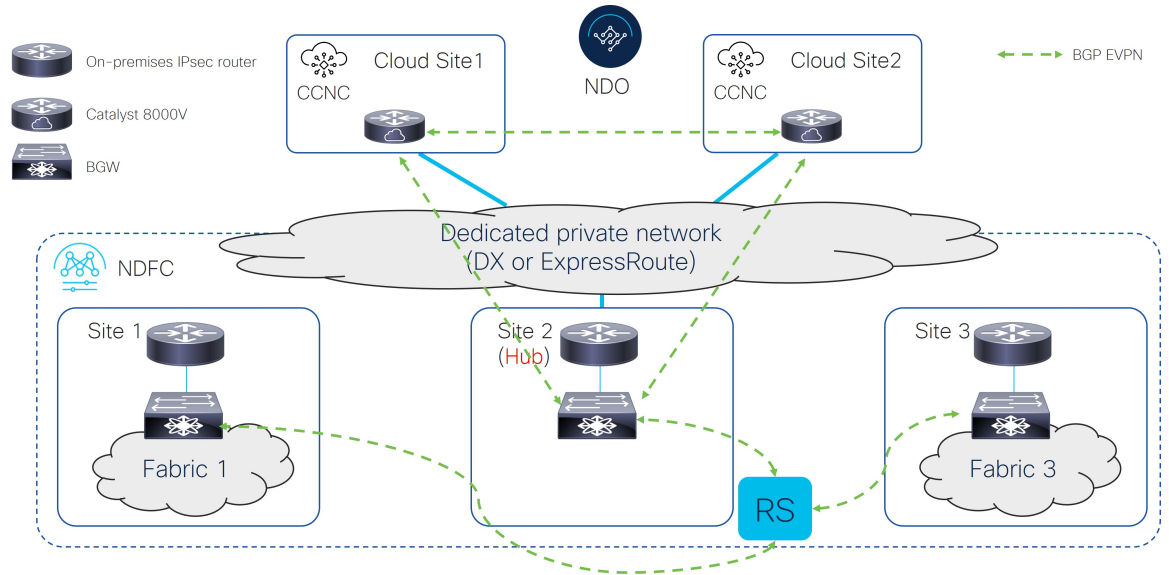 On-premises IPsec router
Catalyst 8000V
BGW
CCNC
Cloud Site1
NDO
CCNC
Cloud Site2
BGP EVPN
Dedicated private network
(DX or ExpressRoute)
NDFC
Site 1
Fabric 1
Site 2
(Hub)
Site 3
Fabric 3
RS